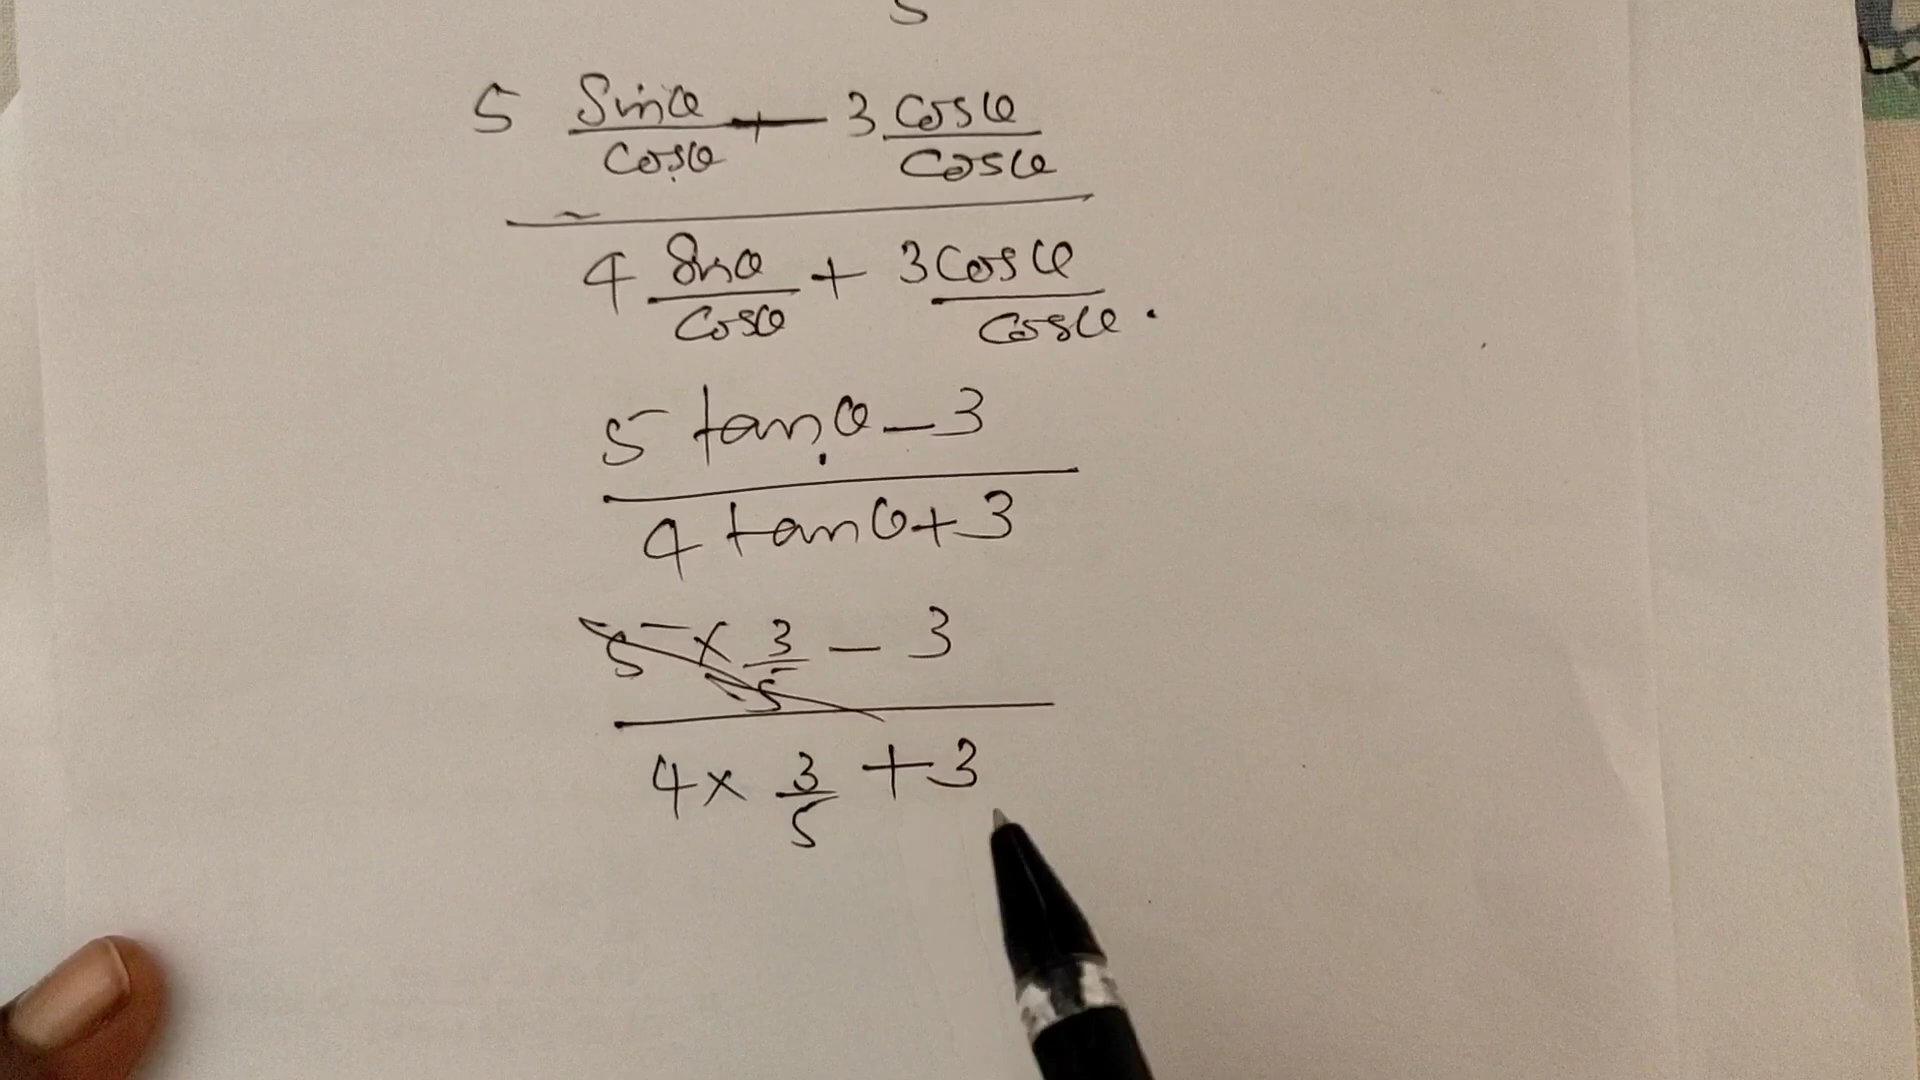 5
5 Sinθ/Cosθ - 3 Cosθ/Cosθ
4 Sinθ/Cosθ + 3 Cosθ/Cosθ.
5 tanθ - 3
4 tanθ + 3
5 × 3/5 - 3
4 × 3/5 + 3